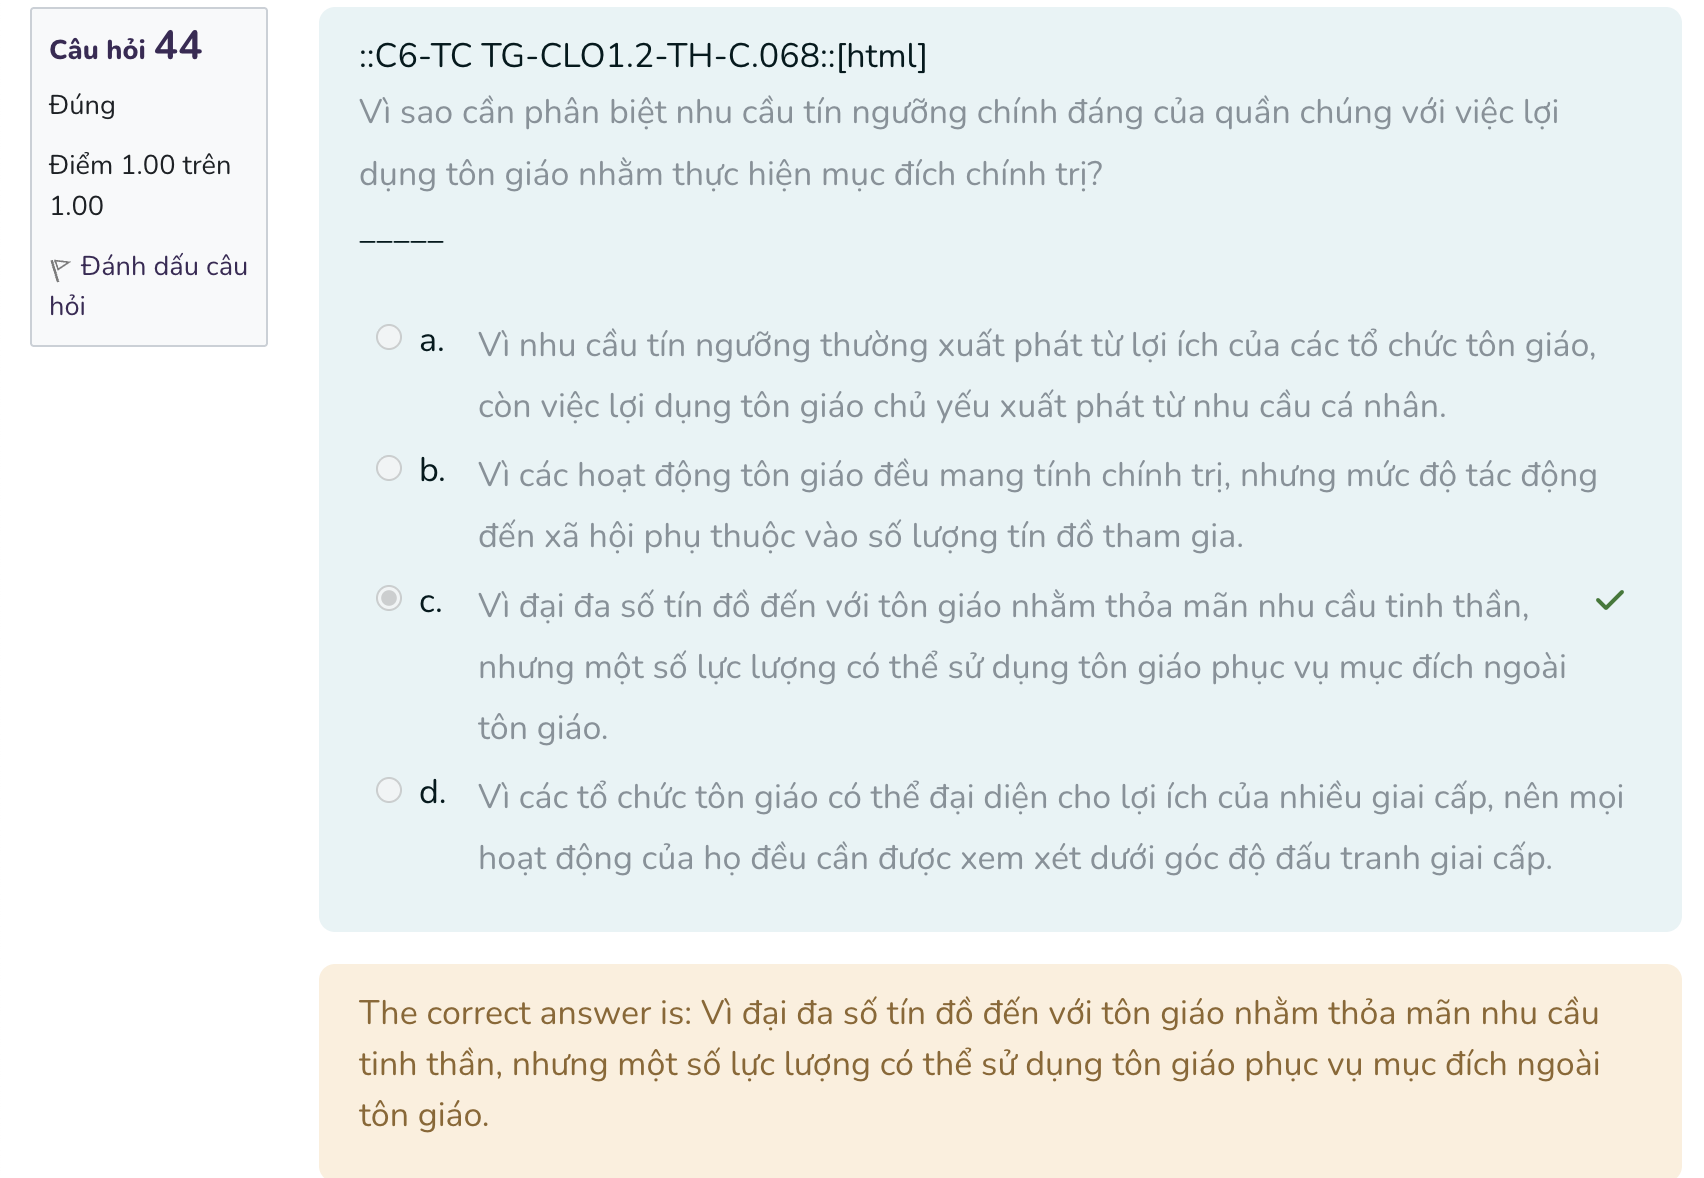 Câu hỏi 44
Đúng
Điểm 1.00 trên
1.00
Đánh dấu câu
hỏi
::C6-TC TG-CLO1.2-TH-C.068::[html]
Vì sao cần phân biệt nhu cầu tín ngưỡng chính đáng của quần chúng với việc lợi
dụng tôn giáo nhằm thực hiện mục đích chính trị?
_____
a. Vì nhu cầu tín ngưỡng thường xuất phát từ lợi ích của các tổ chức tôn giáo,
còn việc lợi dụng tôn giáo chủ yếu xuất phát từ nhu cầu cá nhân.
b. Vì các hoạt động tôn giáo đều mang tính chính trị, nhưng mức độ tác động
đến xã hội phụ thuộc vào số lượng tín đồ tham gia.
c. Vì đại đa số tín đồ đến với tôn giáo nhằm thỏa mãn nhu cầu tinh thần,
nhưng một số lực lượng có thể sử dụng tôn giáo phục vụ mục đích ngoài
tôn giáo.
d. Vì các tổ chức tôn giáo có thể đại diện cho lợi ích của nhiều giai cấp, nên mọi
hoạt động của họ đều cần được xem xét dưới góc độ đấu tranh giai cấp.
The correct answer is: Vì đại đa số tín đồ đến với tôn giáo nhằm thỏa mãn nhu cầu
tinh thần, nhưng một số lực lượng có thể sử dụng tôn giáo phục vụ mục đích ngoài
tôn giáo.